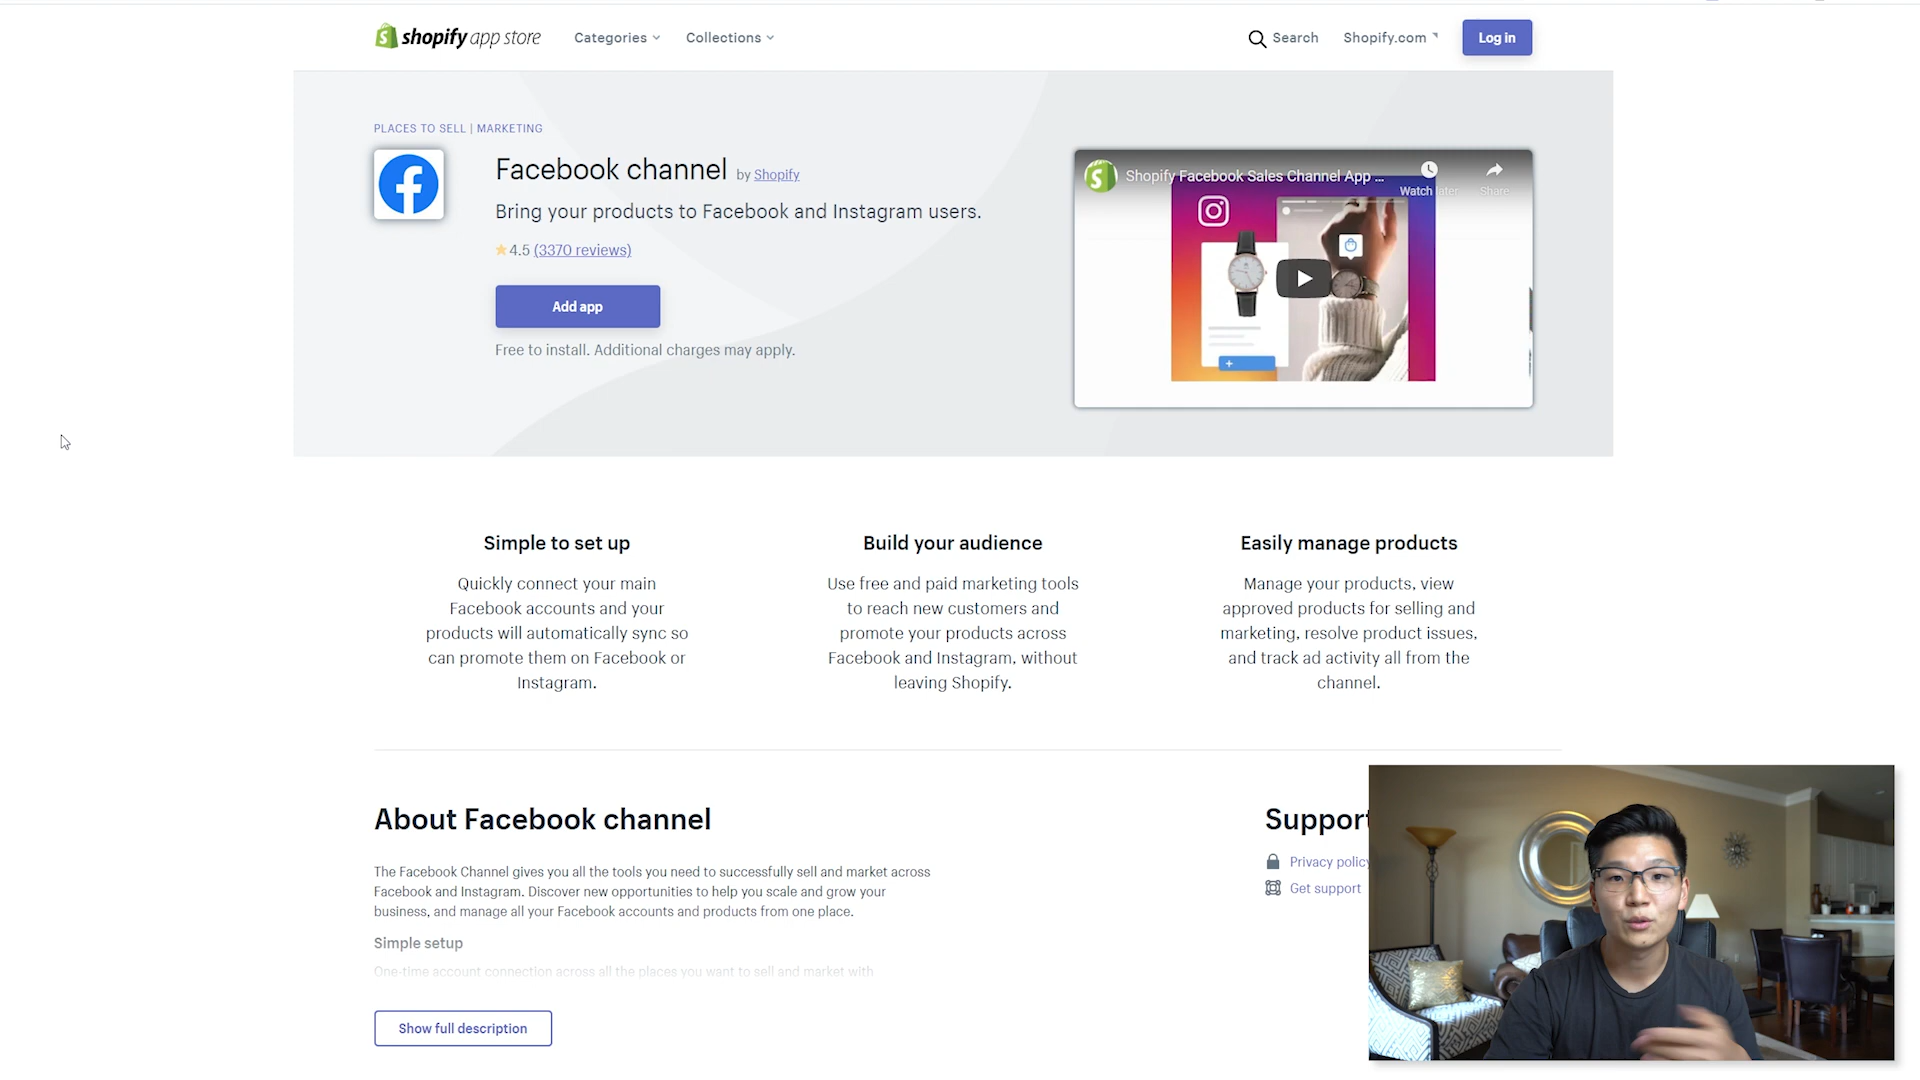 shopify app store
Categories
Collections
Search
Shopify.com
Log in
PLACES TO SELL | MARKETING
Facebook channel by Shopify
Bring your products to Facebook and Instagram users.
4.5 (3370 reviews)
Add app
Free to install. Additional charges may apply.
Shopify Facebook Sales Channel App ...
Watch later
Share
Simple to set up
Quickly connect your main
Facebook accounts and your
products will automatically sync so
can promote them on Facebook or
Instagram.
Build your audience
Use free and paid marketing tools
to reach new customers and
promote your products across
Facebook and Instagram, without
leaving Shopify.
Easily manage products
Manage your products, view
approved products for selling and
marketing, resolve product issues,
and track ad activity all from the
channel.
About Facebook channel
The Facebook Channel gives you all the tools you need to successfully sell and market across
Facebook and Instagram. Discover new opportunities to help you scale and grow your
business, and manage all your Facebook accounts and products from one place.
Simple setup
One-time account connection across all the places you want to sell and market with
Show full description
Support
Privacy policy
Get support